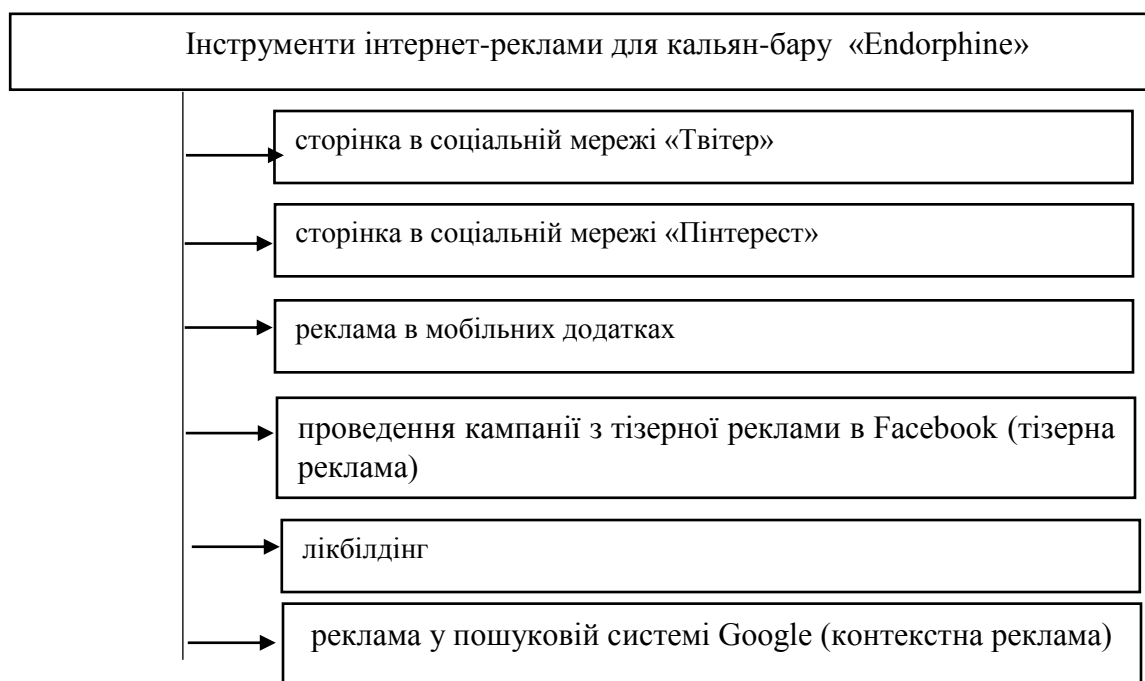 Інструменти інтернет-реклами для кальян-бару «Endorphine»
сторінка в соціальній мережі «Твітер»
сторінка в соціальній мережі «Пінтерест»
реклама в мобільних додатках
проведення кампанії з тізерної реклами в Facebook (тізерна
реклама)
лікбілдінг
реклама у пошуковій системі Google (контекстна реклама)